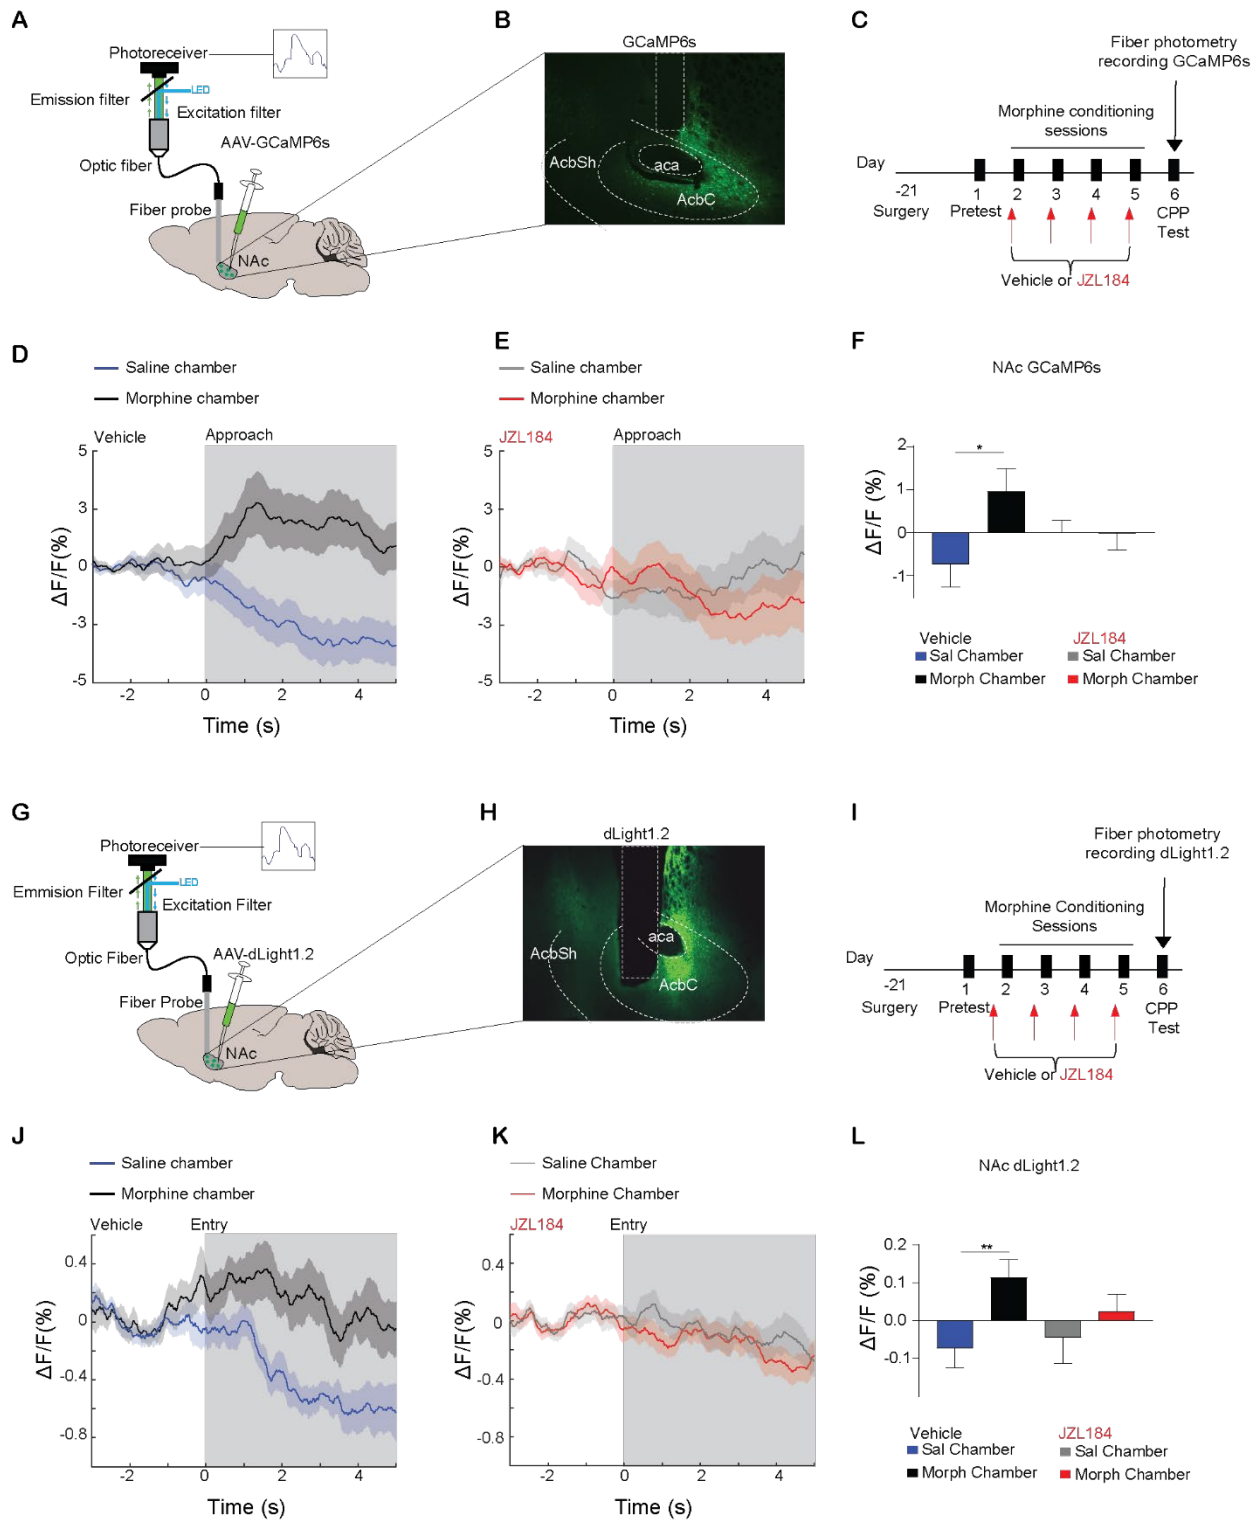 A
Photoreceiver
Emission filter
LED
Excitation filter
AAV-GCaMP6s
Optic fiber
Fiber probe
NAc
B
GCaMP6s
AcbSh
aca
AcbC
C
Fiber photometry
recording GCaMP6s
Morphine conditioning
sessions
Day
-21
1
2
3
4
5
6
Surgery
Pretest
CPP
Test
Vehicle or JZL184
D
Saline chamber
Morphine chamber
Vehicle
Approach
5
3
0
-3
-5
ΔF/F(%)
-2
0
2
4
Time (s)
E
Saline chamber
Morphine chamber
JZL184
Approach
5
3
0
-3
-5
ΔF/F(%)
-2
0
2
4
Time (s)
F
NAc GCaMP6s
2
1
0
-1
ΔF/F (%)
*
Vehicle
JZL184
Sal Chamber
Sal Chamber
Morph Chamber
Morph Chamber
G
Photoreceiver
Emmision Filter
LED
Excitation Filter
Optic Fiber
AAV-dLight1.2
Fiber Probe
NAc
H
dLight1.2
AcbSh
aca
AcbC
I
Fiber photometry
recording dLight1.2
Morphine Conditioning
Sessions
Day
-21
1
2
3
4
5
6
Surgery
Pretest
CPP
Test
Vehicle or JZL184
J
Saline chamber
Morphine chamber
Vehicle
Entry
0.4
0
-0.4
-0.8
ΔF/F(%)
-2
0
2
4
Time (s)
K
Saline Chamber
Morphine Chamber
JZL184
Entry
0.4
0
-0.4
-0.8
ΔF/F(%)
-2
0
2
4
Time (s)
L
NAc dLight1.2
0.2
0.1
0.0
-0.1
ΔF/F (%)
**
Vehicle
JZL184
Sal Chamber
Sal Chamber
Morph Chamber
Morph Chamber